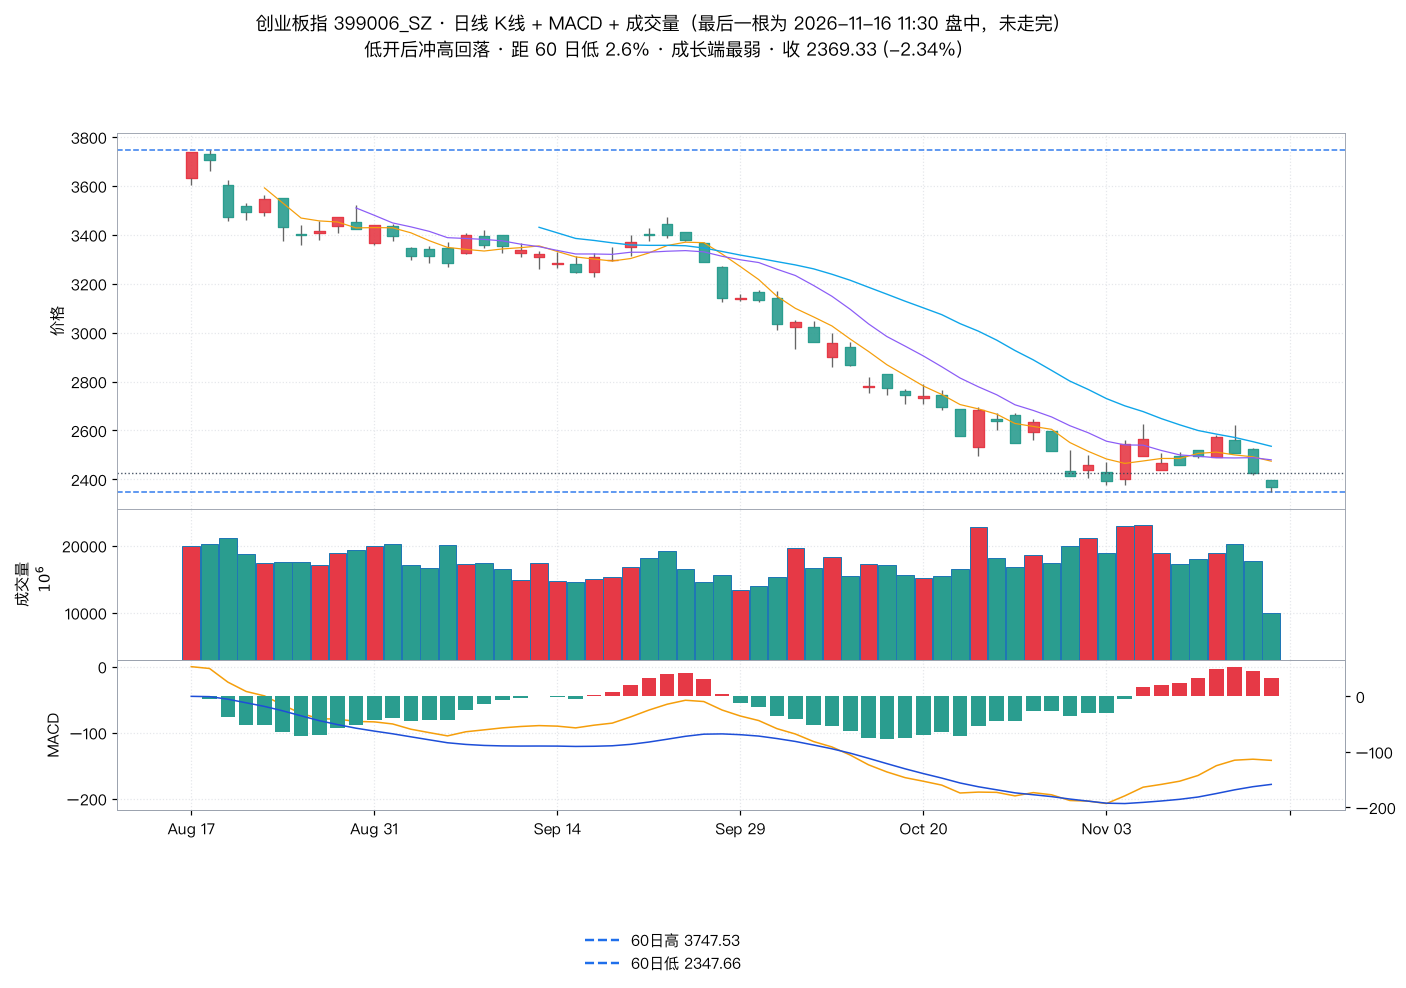 创业板指 399006_SZ · 日线 K线 + MACD + 成交量（最后一根为 2026−11−16 11:30 盘中，未走完）
低开后冲高回落 · 距 60 日低 2.6% · 成长端最弱 · 收 2369.33 (−2.34%)
3800
3600
3400
3200
3000
2800
2600
2400
价格
20000
10000
成交量
10⁶
0
−100
−200
MACD
0
−100
−200
Aug 17
Aug 31
Sep 14
Sep 29
Oct 20
Nov 03
60日高 3747.53
60日低 2347.66